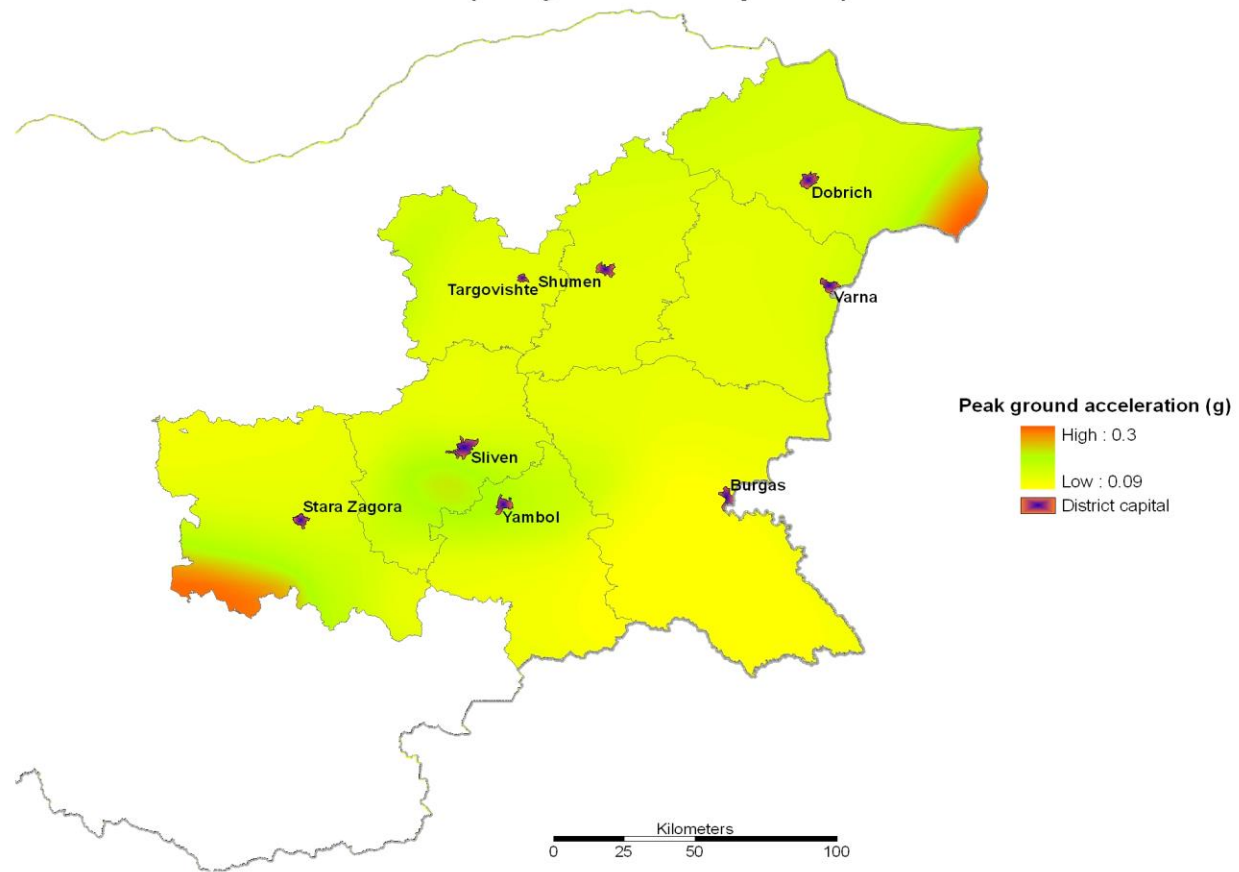 Dobrich
Targovishte
Shumen
Varna
Peak ground acceleration (g)
High : 0.3
Low : 0.09
District capital
Sliven
Burgas
Stara Zagora
Yambol
Kilometers
0 25 50 100